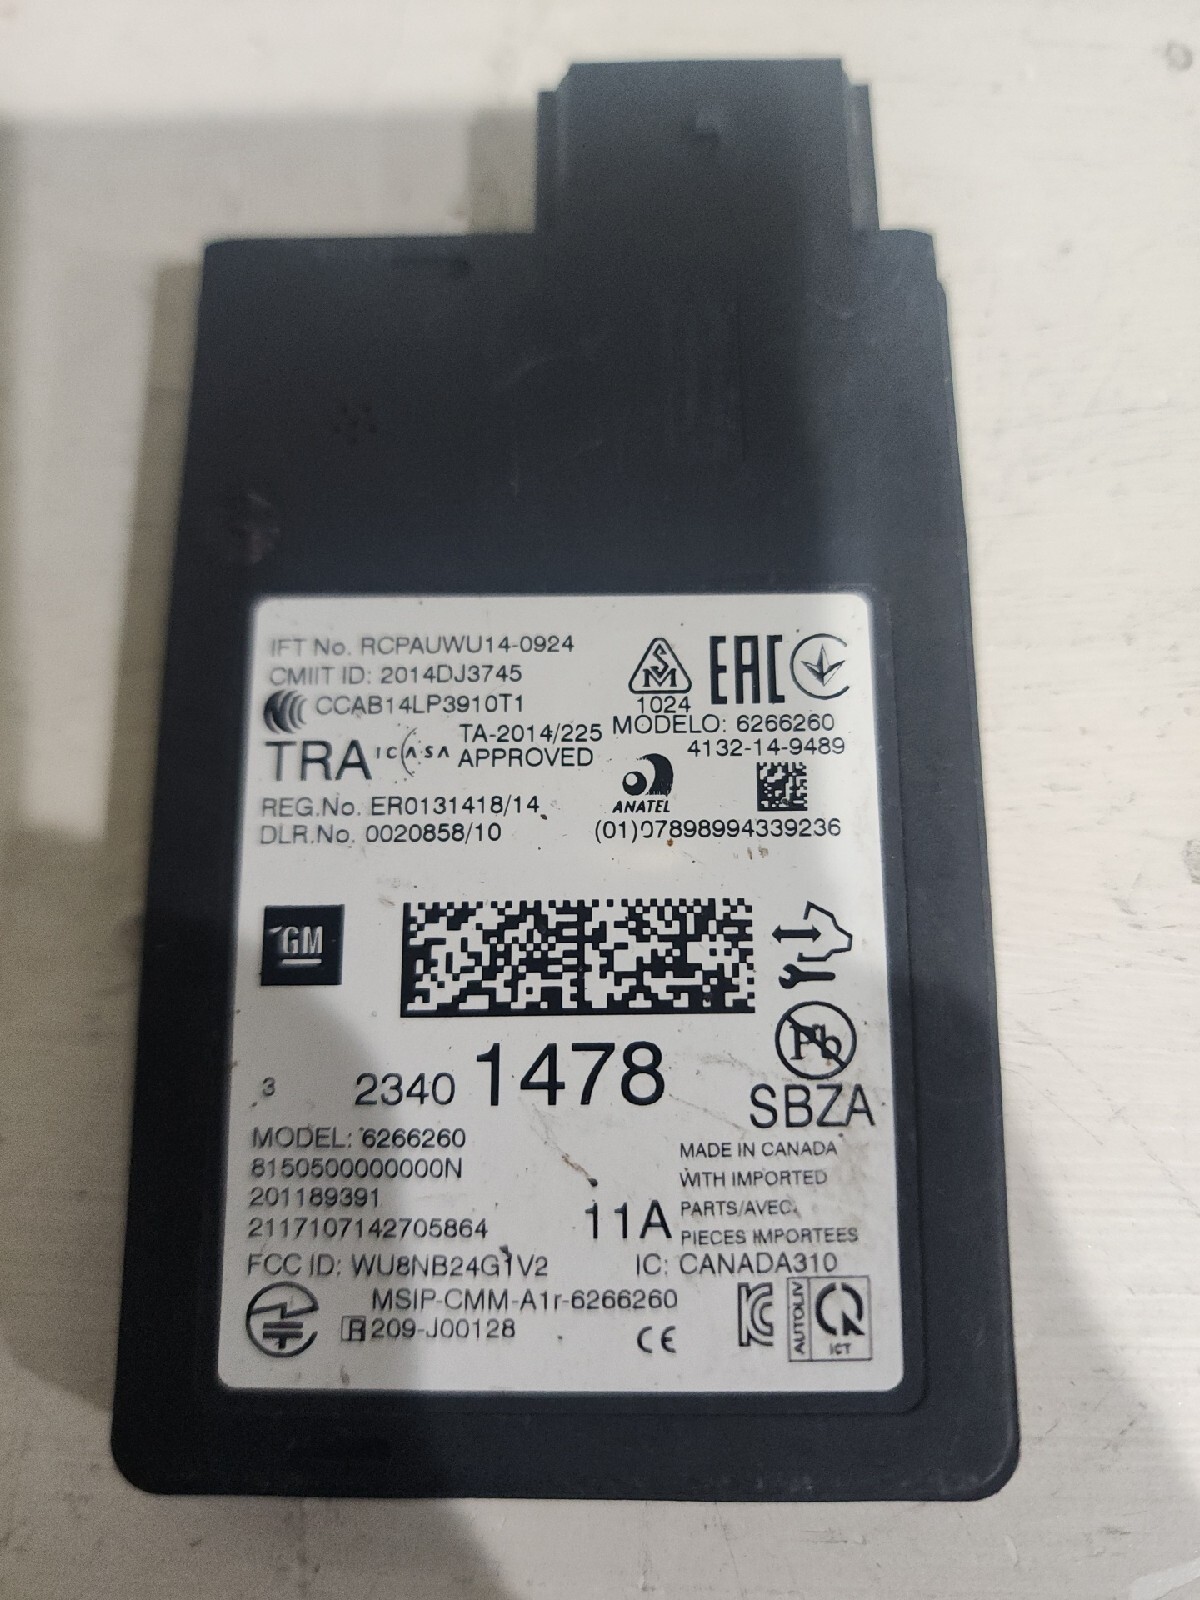 IFT No. RCPAUWU14-0924
CMIIT ID: 2014DJ3745
CCAB14LP3910T1
TRA ICASA TA-2014/225
APPROVED
REG.No. ER0131418/14
DLR.No. 0020858/10
SM
1024
EAC
MODELO: 6266260
4132-14-9489
ANATEL
(01)07898994339236
GM
Pb
3 2340 1478
SBZA
MODEL: 6266260
8150500000000N
201189391
2117107142705864
11A
MADE IN CANADA
WITH IMPORTED
PARTS/AVEC
PIECES IMPORTEES
FCC ID: WU8NB24G1V2 IC: CANADA310
MSIP-CMM-A1r-6266260
R 209-J00128
CE
KC
AUTOLIV
ICT